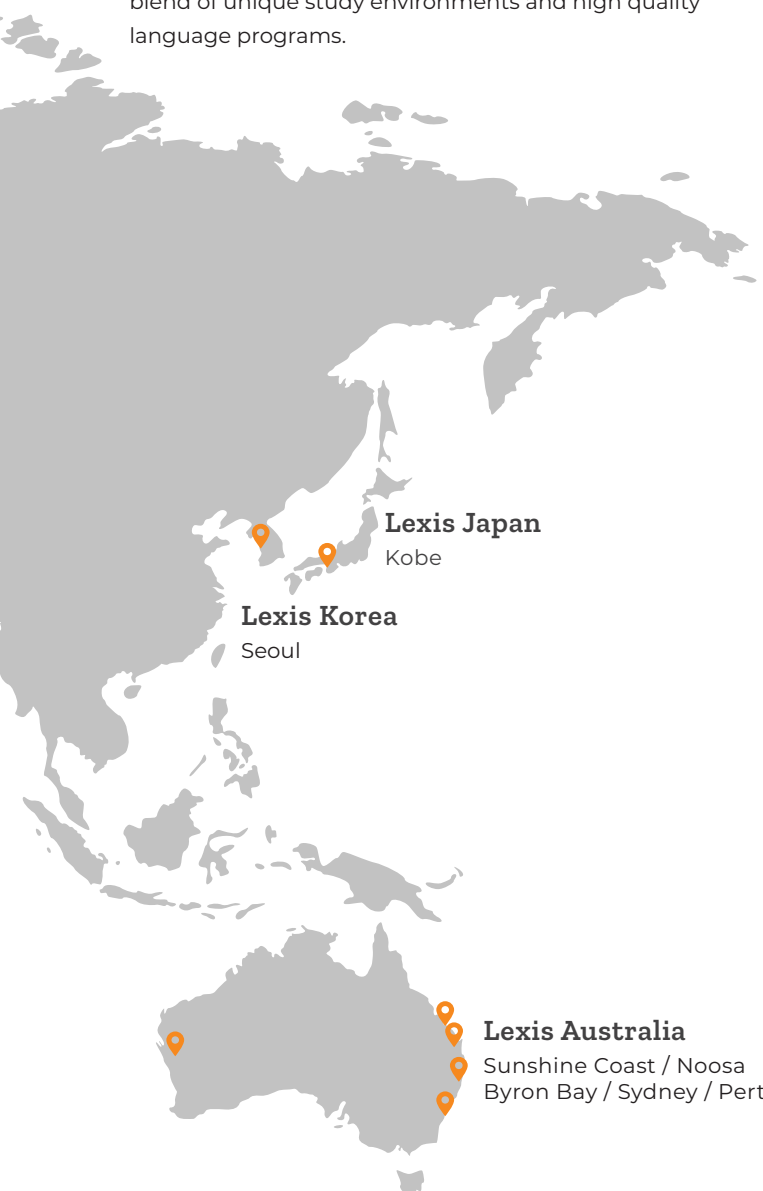 blend of unique study environments and high quality
language programs.
Lexis Japan
Kobe
Lexis Korea
Seoul
Lexis Australia
Sunshine Coast / Noosa
Byron Bay / Sydney / Pert